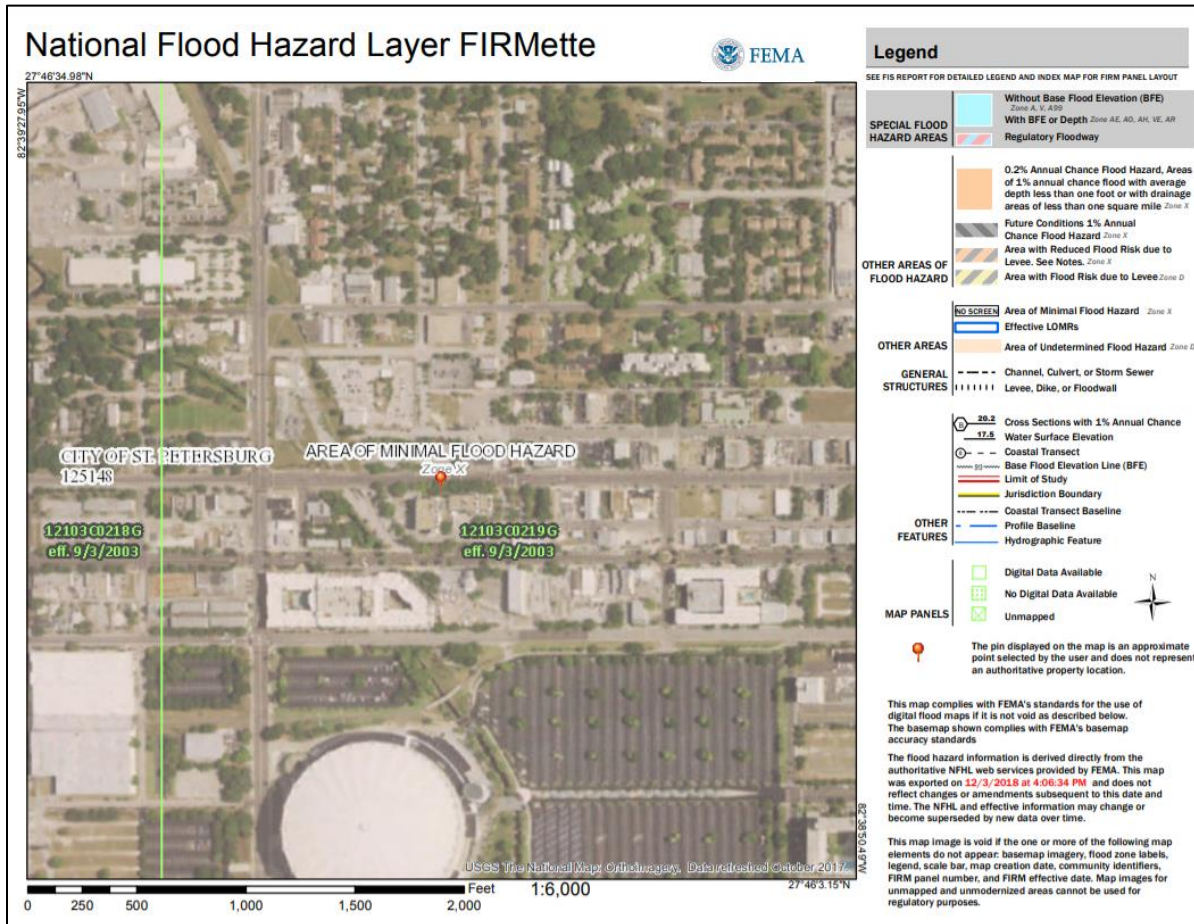 National Flood Hazard Layer FIRMette
FEMA
27°46'34.98"N
82°39'27.95"W
CITY OF ST. PETERSBURG
125148
AREA OF MINIMAL FLOOD HAZARD
Zone X
12103C0218G
eff. 9/3/2003
12103C0219G
eff. 9/3/2003
82°38'50.49"W
USGS The National Map: Orthoimagery. Data refreshed October 2017.
27°46'3.15"N
Feet
1:6,000
0 250 500 1,000 1,500 2,000
Legend
SEE FIS REPORT FOR DETAILED LEGEND AND INDEX MAP FOR FIRM PANEL LAYOUT
SPECIAL FLOOD
HAZARD AREAS
Without Base Flood Elevation (BFE)
Zone A, V, A99
With BFE or Depth Zone AE, AO, AH, VE, AR
Regulatory Floodway
0.2% Annual Chance Flood Hazard, Areas
of 1% annual chance flood with average
depth less than one foot or with drainage
areas of less than one square mile Zone X
Future Conditions 1% Annual
Chance Flood Hazard Zone X
Area with Reduced Flood Risk due to
Levee. See Notes. Zone X
Area with Flood Risk due to Levee Zone D
OTHER AREAS OF
FLOOD HAZARD
NO SCREEN
Area of Minimal Flood Hazard Zone X
Effective LOMRs
Area of Undetermined Flood Hazard Zone D
OTHER AREAS
GENERAL
STRUCTURES
Channel, Culvert, or Storm Sewer
Levee, Dike, or Floodwall
B 20.2
Cross Sections with 1% Annual Chance
17.5
Water Surface Elevation
8
Coastal Transect
Base Flood Elevation Line (BFE)
Limit of Study
Jurisdiction Boundary
Coastal Transect Baseline
Profile Baseline
Hydrographic Feature
OTHER
FEATURES
Digital Data Available
No Digital Data Available
Unmapped
MAP PANELS
N
The pin displayed on the map is an approximate
point selected by the user and does not represent
an authoritative property location.
This map complies with FEMA's standards for the use of
digital flood maps if it is not void as described below.
The basemap shown complies with FEMA's basemap
accuracy standards
The flood hazard information is derived directly from the
authoritative NFHL web services provided by FEMA. This map
was exported on 12/3/2018 at 4:06:34 PM and does not
reflect changes or amendments subsequent to this date and
time. The NFHL and effective information may change or
become superseded by new data over time.
This map image is void if the one or more of the following map
elements do not appear: basemap imagery, flood zone labels,
legend, scale bar, map creation date, community identifiers,
FIRM panel number, and FIRM effective date. Map images for
unmapped and unmodernized areas cannot be used for
regulatory purposes.